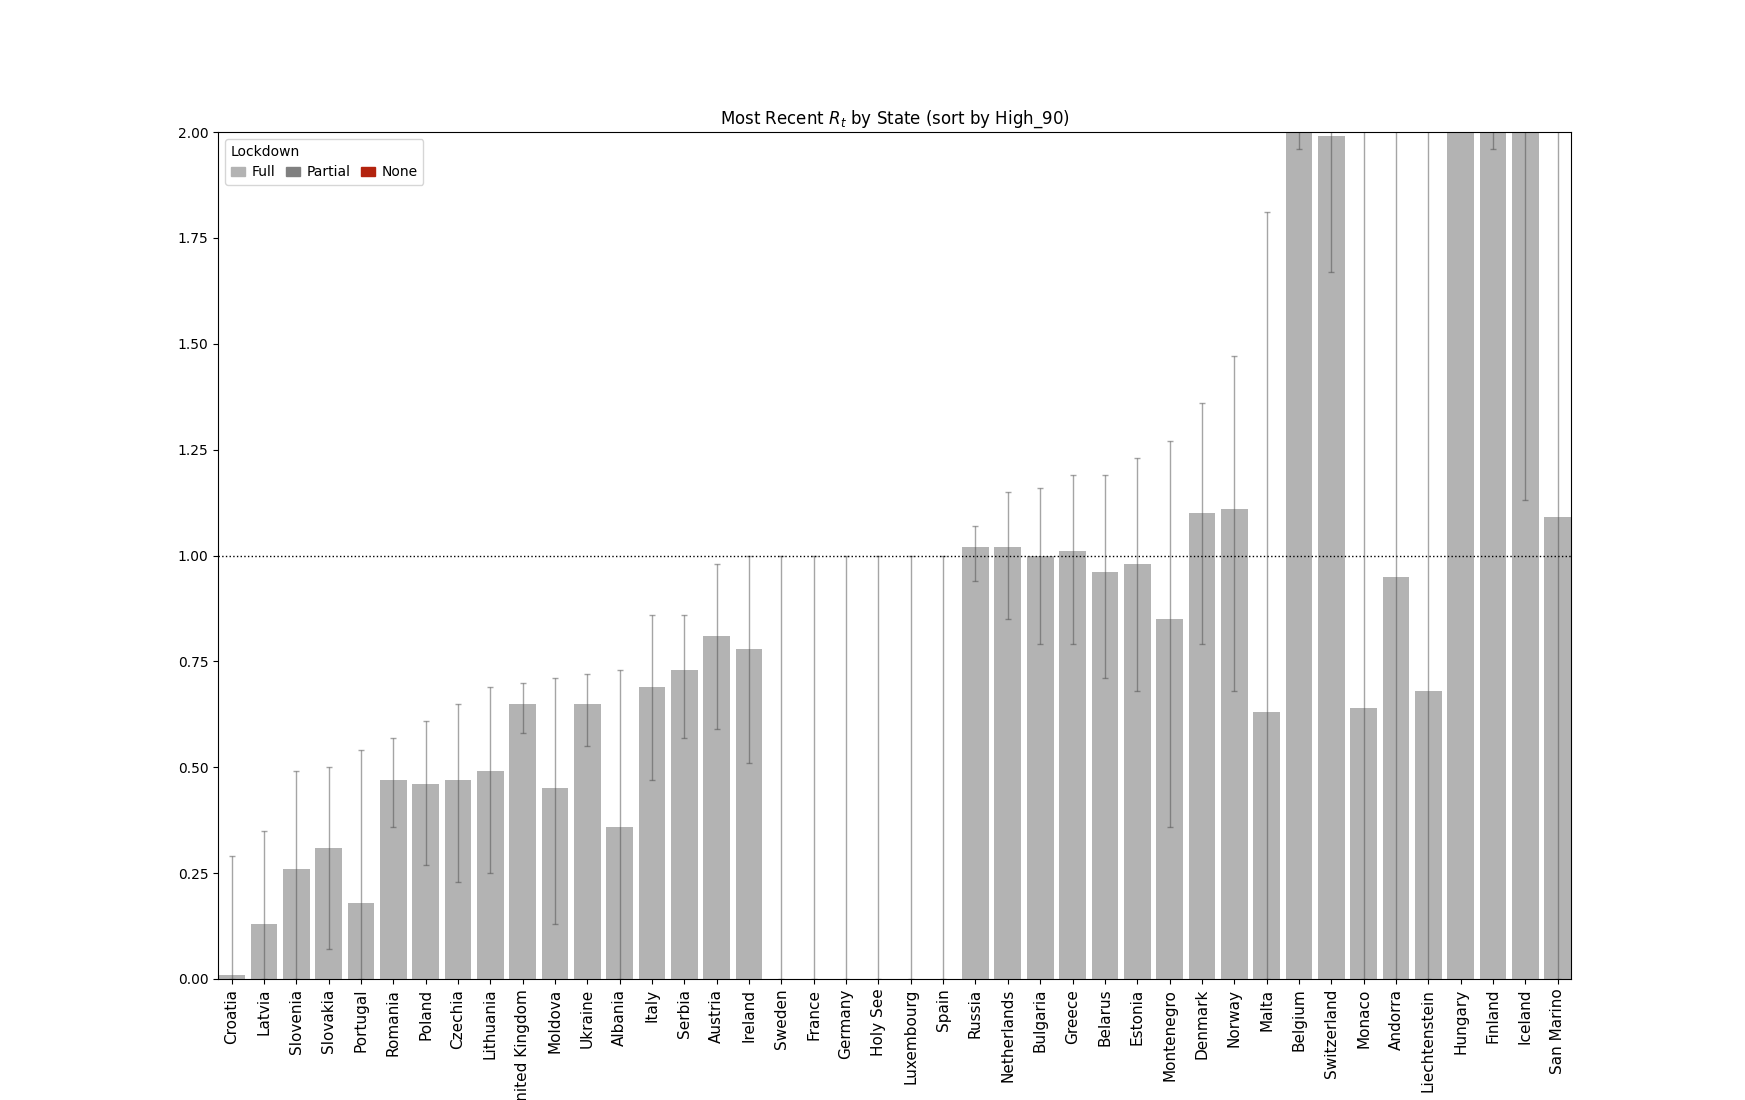 Most Recent R_t by State (sort by High_90)
Lockdown
Full Partial None
2.00
1.75
1.50
1.25
1.00
0.75
0.50
0.25
0.00
Croatia
Latvia
Slovenia
Slovakia
Portugal
Romania
Poland
Czechia
Lithuania
nited Kingdom
Moldova
Ukraine
Albania
Italy
Serbia
Austria
Ireland
Sweden
France
Germany
Holy See
Luxembourg
Spain
Russia
Netherlands
Bulgaria
Greece
Belarus
Estonia
Montenegro
Denmark
Norway
Malta
Belgium
Switzerland
Monaco
Andorra
Liechtenstein
Hungary
Finland
Iceland
San Marino